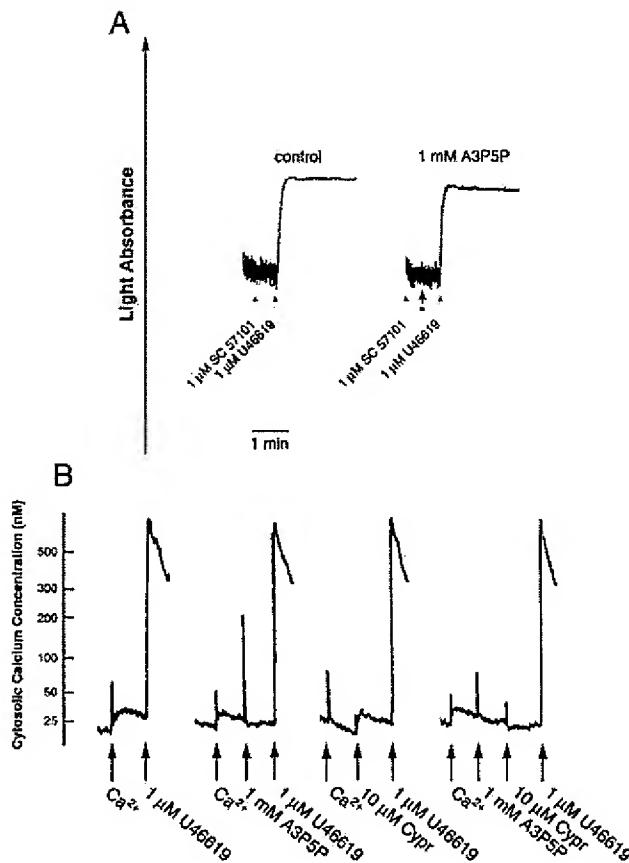 A
Light Absorbance
control
1 mM A3P5P
1 µM SC 57101
1 µM U46619
1 µM SC 57101
1 µM U46619
1 min
B
Cytosolic Calcium Concentration (nM)
500
300
200
100
50
25
Ca²⁺
1 µM U46619
Ca²⁺
1 mM A3P5P
1 µM U46619
Ca²⁺
10 µM Cypr
1 µM U46619
Ca²⁺
1 mM A3P5P
10 µM Cypr
1 µM U46619